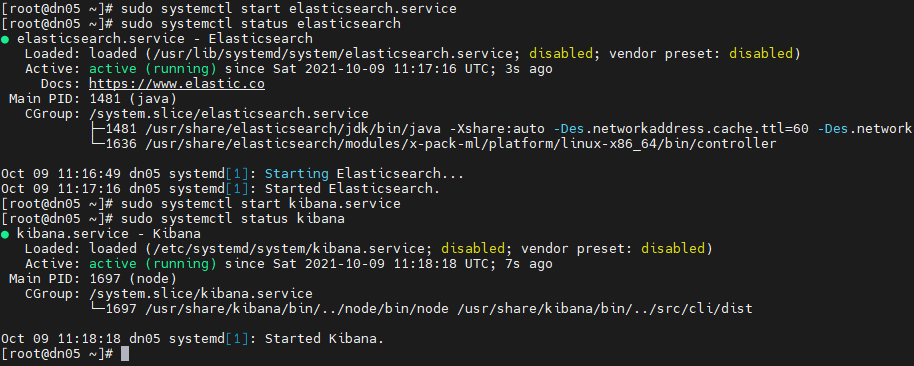 [root@dn05 ~]# sudo systemctl start elasticsearch.service
[root@dn05 ~]# sudo systemctl status elasticsearch
● elasticsearch.service - Elasticsearch
   Loaded: loaded (/usr/lib/systemd/system/elasticsearch.service; disabled; vendor preset: disabled)
   Active: active (running) since Sat 2021-10-09 11:17:16 UTC; 3s ago
     Docs: https://www.elastic.co
 Main PID: 1481 (java)
   CGroup: /system.slice/elasticsearch.service
           ├─1481 /usr/share/elasticsearch/jdk/bin/java -Xshare:auto -Des.networkaddress.cache.ttl=60 -Des.network
           └─1636 /usr/share/elasticsearch/modules/x-pack-ml/platform/linux-x86_64/bin/controller
Oct 09 11:16:49 dn05 systemd[1]: Starting Elasticsearch...
Oct 09 11:17:16 dn05 systemd[1]: Started Elasticsearch.
[root@dn05 ~]# sudo systemctl start kibana.service
[root@dn05 ~]# sudo systemctl status kibana
● kibana.service - Kibana
   Loaded: loaded (/etc/systemd/system/kibana.service; disabled; vendor preset: disabled)
   Active: active (running) since Sat 2021-10-09 11:18:18 UTC; 7s ago
 Main PID: 1697 (node)
   CGroup: /system.slice/kibana.service
           └─1697 /usr/share/kibana/bin/../node/bin/node /usr/share/kibana/bin/../src/cli/dist
Oct 09 11:18:18 dn05 systemd[1]: Started Kibana.
[root@dn05 ~]#